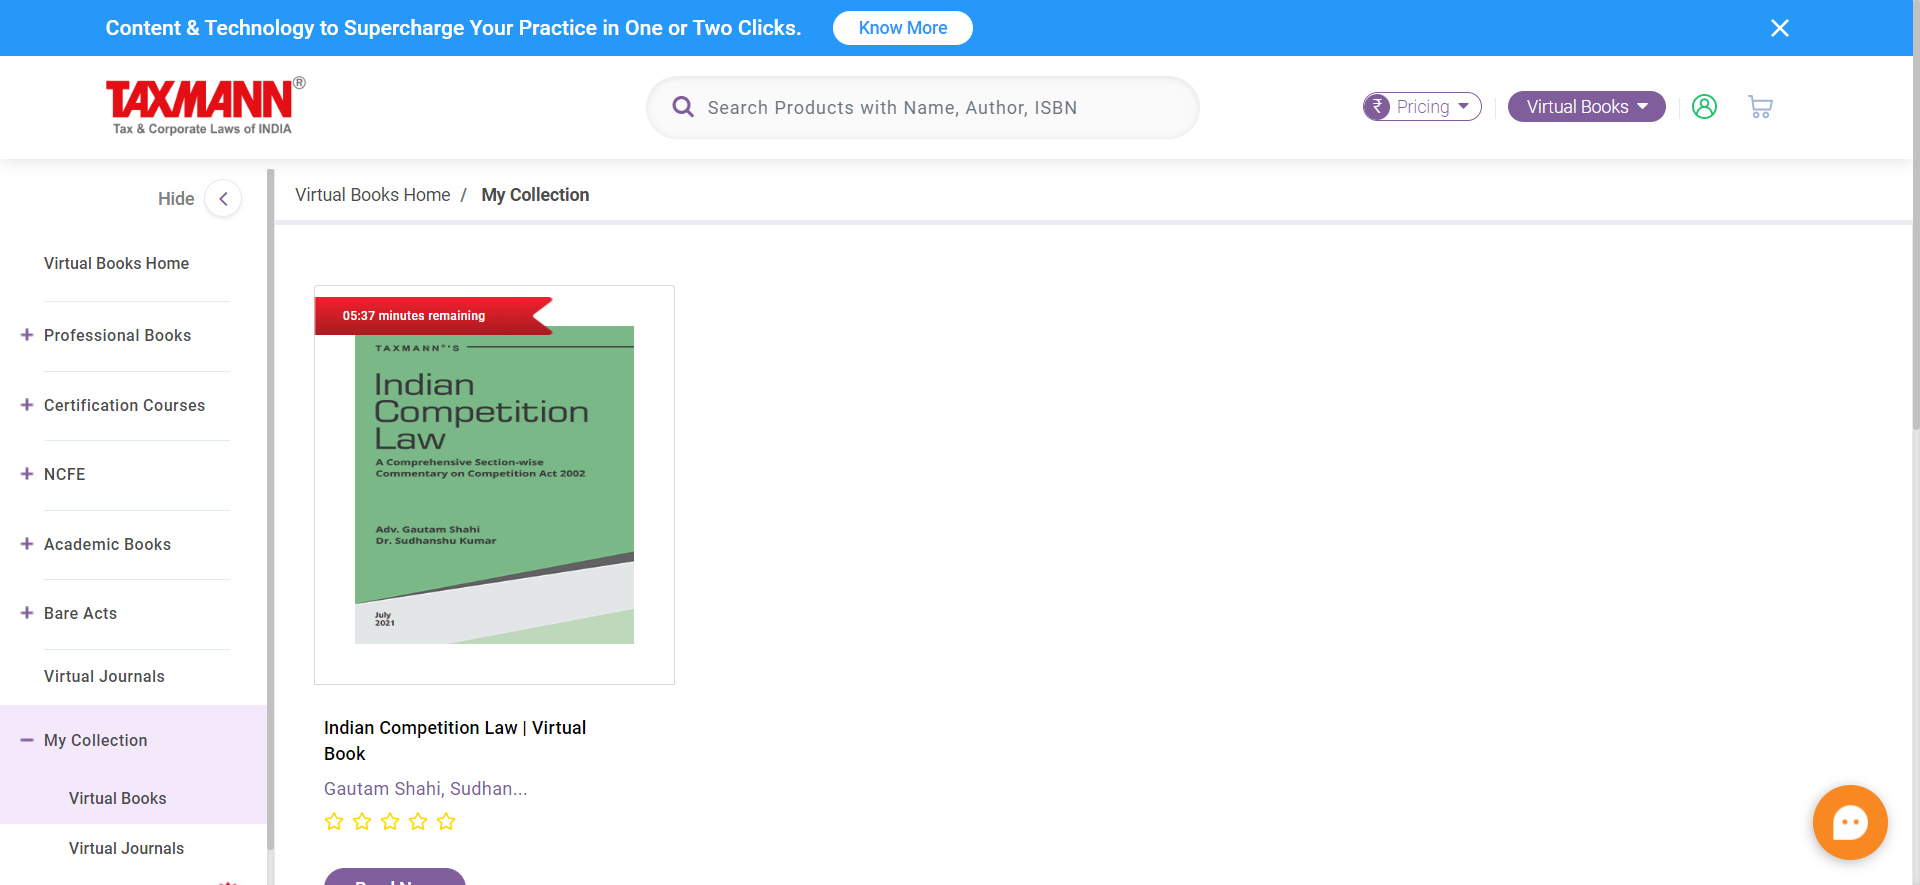 Content & Technology to Supercharge Your Practice in One or Two Clicks.
Know More
TAXMANN®
Tax & Corporate Laws of INDIA
Search Products with Name, Author, ISBN
₹ Pricing
Virtual Books
Hide
Virtual Books Home / My Collection
Virtual Books Home
Professional Books
Certification Courses
NCFE
Academic Books
Bare Acts
Virtual Journals
My Collection
Virtual Books
Virtual Journals
05:37 minutes remaining
TAXMANN®'S
Indian
Competition
Law
A Comprehensive Section-wise
Commentary on Competition Act 2002
Adv. Gautam Shahi
Dr. Sudhanshu Kumar
July
2021
Indian Competition Law | Virtual
Book
Gautam Shahi, Sudhan...